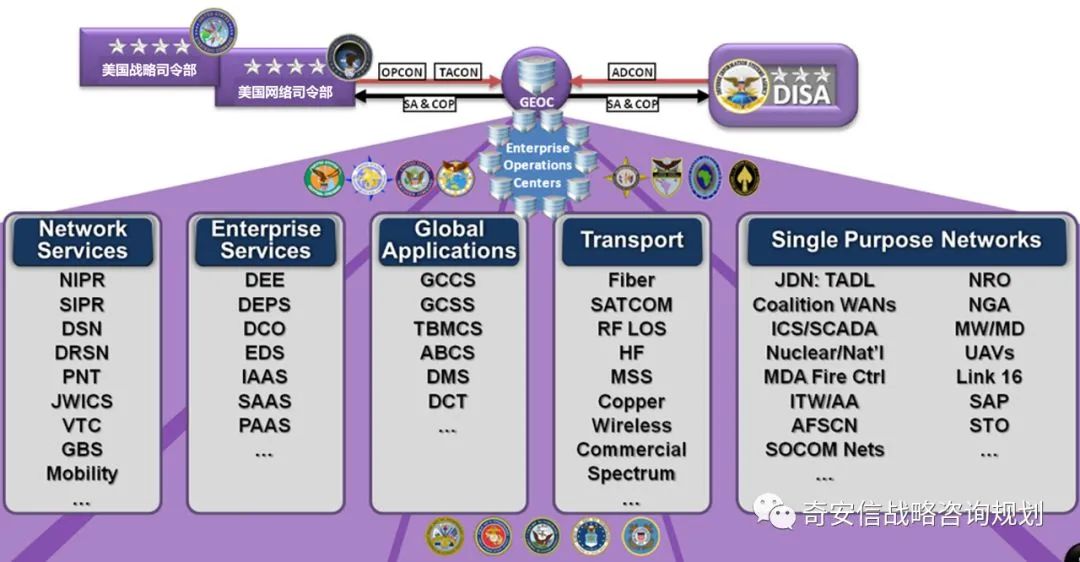 美国战略司令部
美国网络司令部
OPCON
TACON
SA & COP
GEOC
ADCON
SA & COP
DISA
Enterprise
Operations
Centers
Network
Services
NIPR
SIPR
DSN
DRSN
PNT
JWICS
VTC
GBS
Mobility
...
Enterprise
Services
DEE
DEPS
DCO
EDS
IAAS
SAAS
PAAS
...
Global
Applications
GCCS
GCSS
TBMCS
ABCS
DMS
DCT
...
Transport
Fiber
SATCOM
RF LOS
HF
MSS
Copper
Wireless
Commercial
Spectrum
...
Single Purpose Networks
JDN: TADL
Coalition WANs
ICS/SCADA
Nuclear/Nat'l
MDA Fire Ctrl
ITW/AA
AFSCN
SOCOM Nets
...
NRO
NGA
MW/MD
UAVs
Link 16
SAP
STO
...
奇安信战略咨询规划